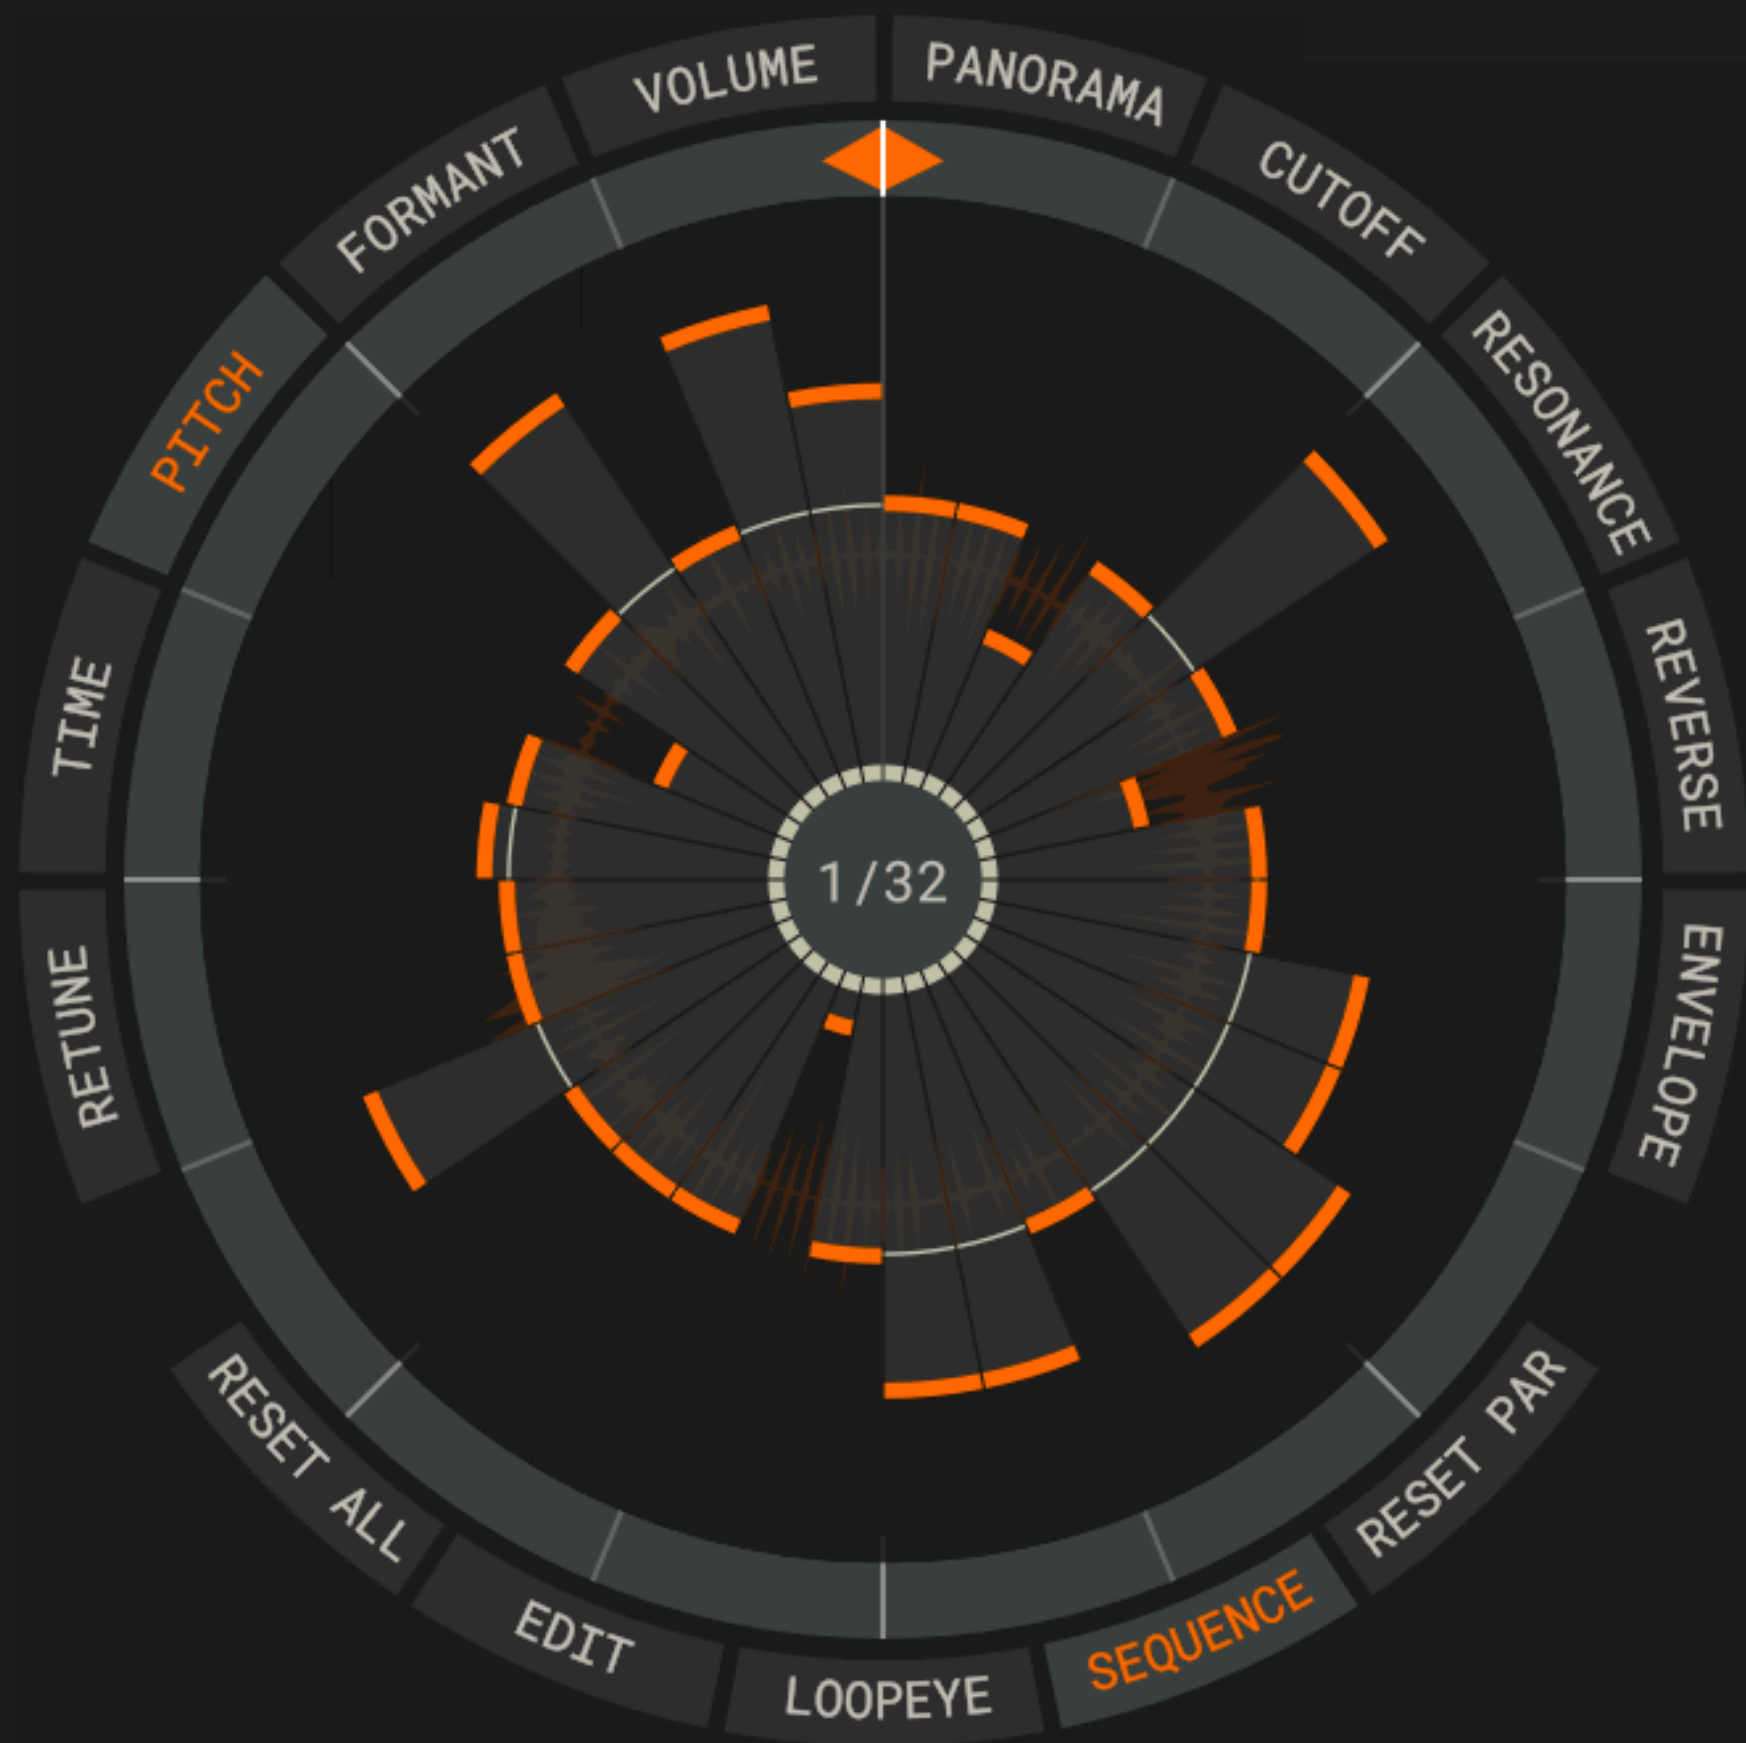 VOLUME
PANORAMA
CUTOFF
RESONANCE
REVERSE
ENVELOPE
RESET PAR
SEQUENCE
LOOPEYE
EDIT
RESET ALL
RETUNE
TIME
PITCH
FORMANT
1/32